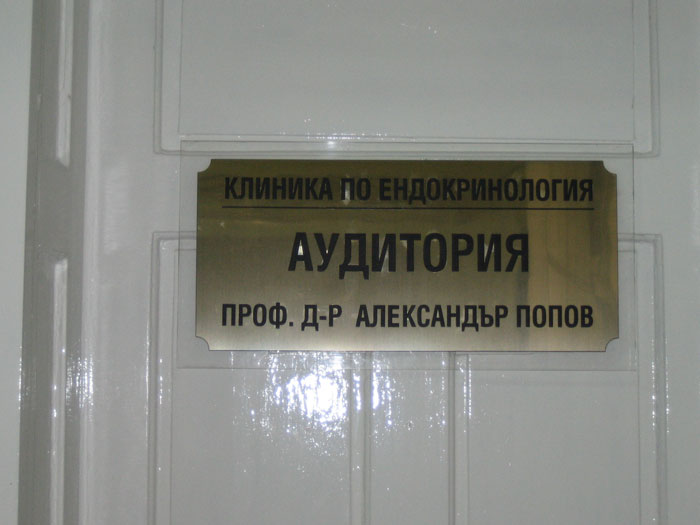 КЛИНИКА ПО ЕНДОКРИНОЛОГИЯ
АУДИТОРИЯ
ПРОФ. Д-Р АЛЕКСАНДЪР ПОПОВ